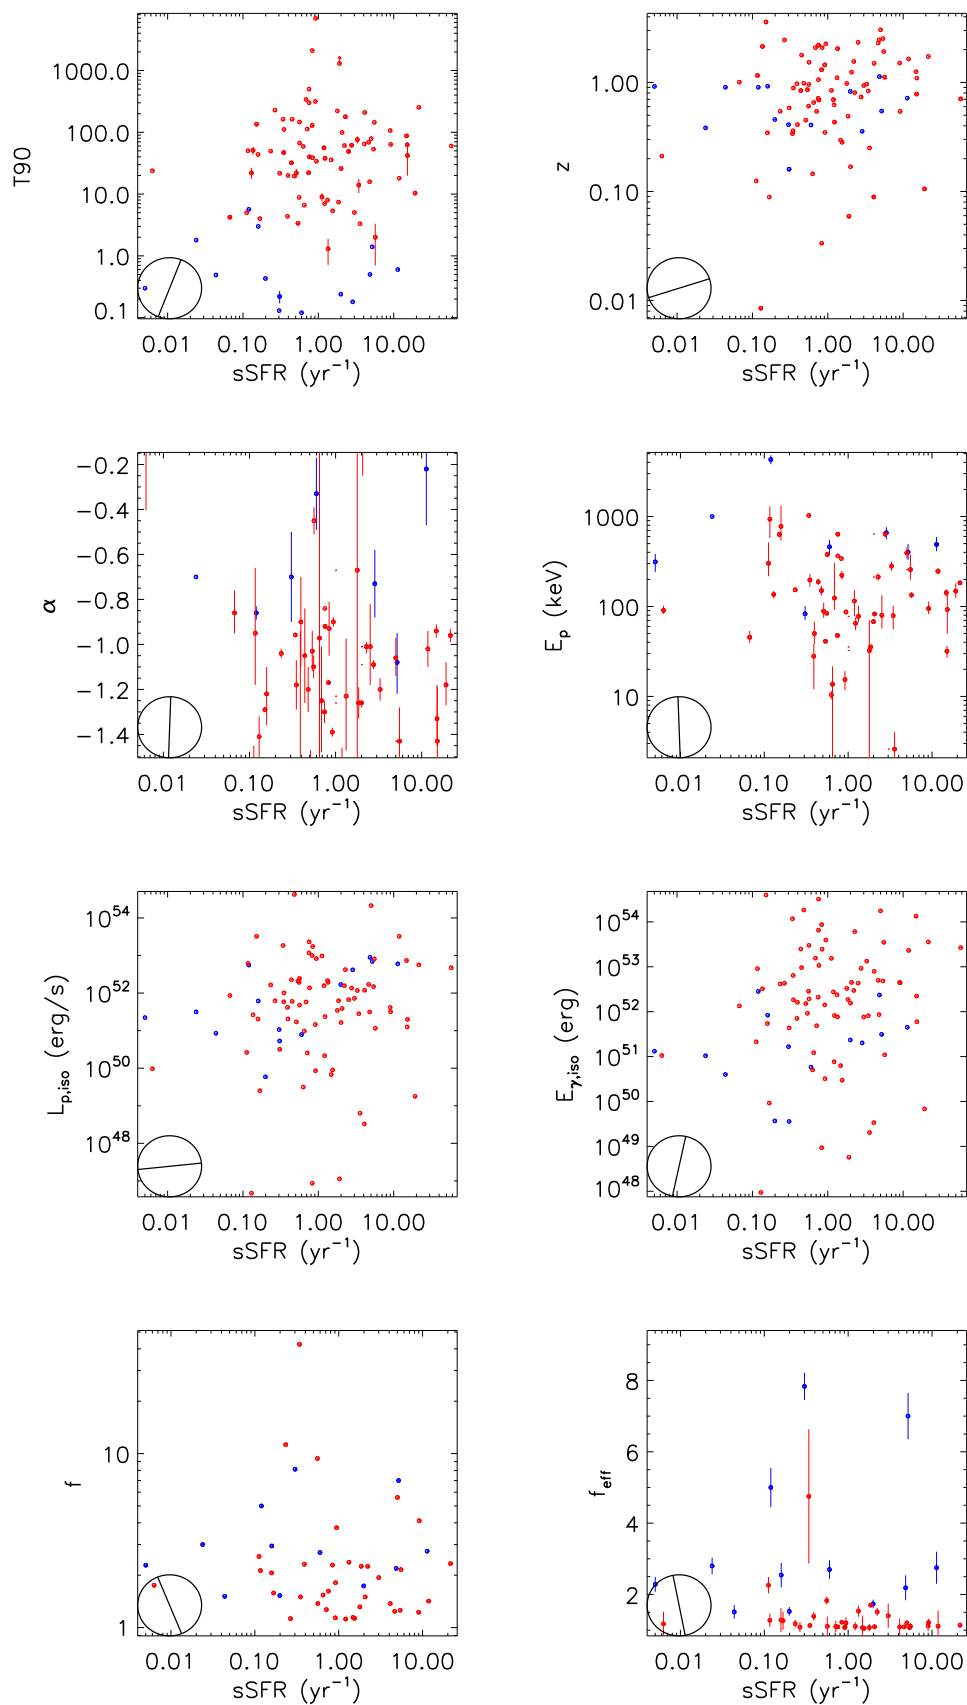 1000.0
100.0
10.0
1.0
0.1
T90
0.01 0.10 1.00 10.00
sSFR (yr⁻¹)
1.00
0.10
0.01
z
0.01 0.10 1.00 10.00
sSFR (yr⁻¹)
−0.2
−0.4
−0.6
−0.8
−1.0
−1.2
−1.4
α
0.01 0.10 1.00 10.00
sSFR (yr⁻¹)
1000
100
10
E_p (keV)
0.01 0.10 1.00 10.00
sSFR (yr⁻¹)
10⁵⁴
10⁵²
10⁵⁰
10⁴⁸
L_p,iso (erg/s)
0.01 0.10 1.00 10.00
sSFR (yr⁻¹)
10⁵⁴
10⁵³
10⁵²
10⁵¹
10⁵⁰
10⁴⁹
10⁴⁸
E_γ,iso (erg)
0.01 0.10 1.00 10.00
sSFR (yr⁻¹)
10
1
f
0.01 0.10 1.00 10.00
sSFR (yr⁻¹)
8
6
4
2
f_eff
0.01 0.10 1.00 10.00
sSFR (yr⁻¹)